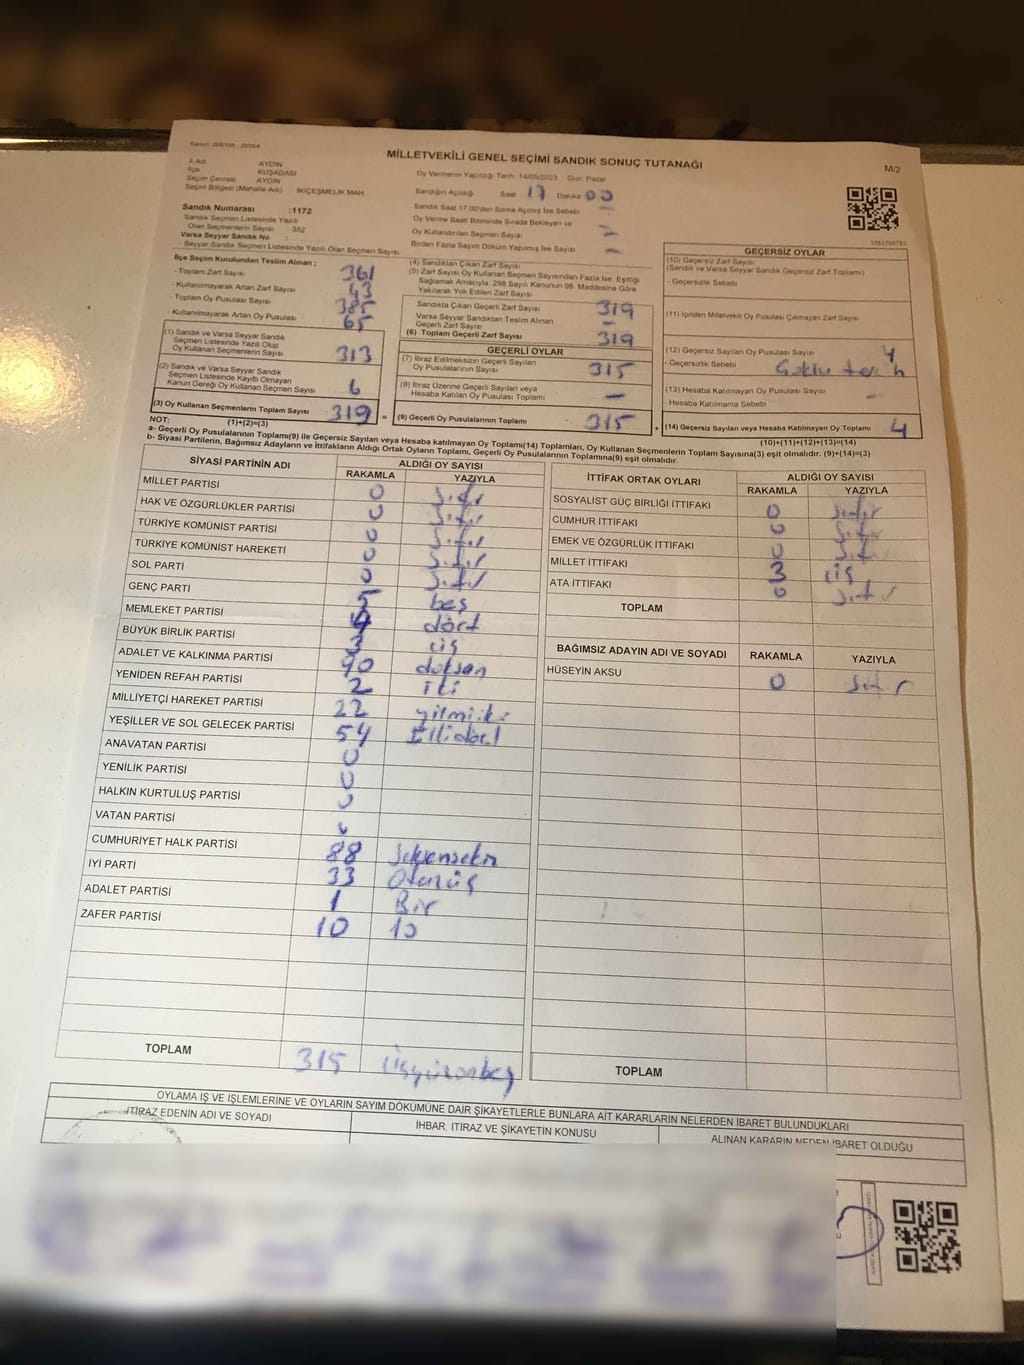 MİLLETVEKİLİ GENEL SEÇİMİ SANDIK SONUÇ TUTANAĞI
M/2
İl Adı AYDIN
İlçe KUŞADASI
Seçim Çevresi AYDIN
Seçim Bölgesi (Mahalle Adı) İKİÇEŞMELİK MAH.
Oy Vermenin Yapıldığı Tarih: 14/05/2023 Gün: Pazar
Sandığın Açıldığı Saat 17 Dakika 00
Sandık Saat 17:00'den Sonra Açılmış İse Sebebi
Oy Verme Saati Bitiminde Sırada Bekleyen ve
Oy Kullandırılan Seçmen Sayısı
Birden Fazla Sayım Döküm Yapılmış İse Sayısı
Sandık Numarası :1172
Sandık Seçmen Listesinde Yazılı
Olan Seçmenlerin Sayısı 352
Varsa Seyyar Sandık No :
Seyyar Sandık Seçmen Listesinde Yazılı Olan Seçmen Sayısı
İlçe Seçim Kurulundan Teslim Alınan ;
- Toplam Zarf Sayısı 361
- Kullanılmayarak Artan Zarf Sayısı 43
- Toplam Oy Pusulası Sayısı 385
- Kullanılmayarak Artan Oy Pusulası 65
(1) Sandık ve Varsa Seyyar Sandık
Seçmen Listesinde Yazılı Olup
Oy Kullanan Seçmenlerin Sayısı 313
(2) Sandık ve Varsa Seyyar Sandık
Seçmen Listesinde Kayıtlı Olmayan
Kanun Gereği Oy Kullanan Seçmen Sayısı 6
(3) Oy Kullanan Seçmenlerin Toplam Sayısı 319 =
(4) Sandıktan Çıkan Zarf Sayısı
(5) Zarf Sayısı Oy Kullanan Seçmen Sayısından Fazla İse, Eşitliği
Sağlamak Amacıyla, 298 Sayılı Kanunun 98. Maddesine Göre
Yakılarak Yok Edilen Zarf Sayısı
Sandıkta Çıkan Geçerli Zarf Sayısı 319
Varsa Seyyar Sandıktan Teslim Alınan
Geçerli Zarf Sayısı –
(6) Toplam Geçerli Zarf Sayısı 319
GEÇERLİ OYLAR
(7) İtiraz Edilmeksizin Geçerli Sayılan
Oy Pusulalarının Sayısı 315
(8) İtiraz Üzerine Geçerli Sayılan veya
Hesaba Katılan Oy Pusulası Toplamı –
(9) Geçerli Oy Pusulalarının Toplamı 315 +
GEÇERSİZ OYLAR
(10) Geçersiz Zarf Sayısı
(Sandık ve Varsa Seyyar Sandık Geçersiz Zarf Toplamı)
- Geçersizlik Sebebi
(11) İçinden Milletvekili Oy Pusulası Çıkmayan Zarf Sayısı
(12) Geçersiz Sayılan Oy Pusulası Sayısı 4
- Geçersizlik Sebebi
(13) Hesaba Katılmayan Oy Pusulası Sayısı
- Hesaba Katılmama Sebebi
(14) Geçersiz Sayılan veya Hesaba Katılmayan Oy Toplamı 4
NOT: (1)+(2)=(3)
(10)+(11)+(12)+(13)=(14)
a- Geçerli Oy Pusulalarının Toplamı(9) ile Geçersiz Sayılan veya Hesaba katılmayan Oy Toplamı(14) Toplamları, Oy Kullanan Seçmenlerin Toplam Sayısına(3) eşit olmalıdır. (9)+(14)=(3)
b- Siyasi Partilerin, Bağımsız Adayların ve İttifakların Aldığı Oyların Toplamı, Geçerli Oy Pusulalarının Toplamına(9) eşit olmalıdır.
SİYASİ PARTİNİN ADI ALDIĞI OY SAYISI
RAKAMLA YAZIYLA
MİLLET PARTİSİ 0 sıfır
HAK VE ÖZGÜRLÜKLER PARTİSİ 0 sıfır
TÜRKİYE KOMÜNİST PARTİSİ 0 sıfır
TÜRKİYE KOMÜNİST HAREKETİ 0 sıfır
SOL PARTİ 0 sıfır
GENÇ PARTİ 5 beş
MEMLEKET PARTİSİ 4 dört
BÜYÜK BİRLİK PARTİSİ 3 üç
ADALET VE KALKINMA PARTİSİ 90 doksan
YENİDEN REFAH PARTİSİ 2 iki
MİLLİYETÇİ HAREKET PARTİSİ 22 yirmiiki
YEŞİLLER VE SOL GELECEK PARTİSİ 54 Ellidört
ANAVATAN PARTİSİ 0
YENİLİK PARTİSİ 0
HALKIN KURTULUŞ PARTİSİ 0
VATAN PARTİSİ 0
CUMHURİYET HALK PARTİSİ 88 Seksensekiz
İYİ PARTİ 33 Otuzüç
ADALET PARTİSİ 1 Bir
ZAFER PARTİSİ 10 10
TOPLAM 315 Üçyüzonbeş
İTTİFAK ORTAK OYLARI ALDIĞI OY SAYISI
RAKAMLA YAZIYLA
SOSYALİST GÜÇ BİRLİĞİ İTTİFAKI 0 sıfır
CUMHUR İTTİFAKI 0 sıfır
EMEK VE ÖZGÜRLÜK İTTİFAKI 0 sıfır
MİLLET İTTİFAKI 3 üç
ATA İTTİFAKI 0 sıfır
TOPLAM
BAĞIMSIZ ADAYIN ADI VE SOYADI RAKAMLA YAZIYLA
HÜSEYİN AKSU 0 sıfır
TOPLAM
OYLAMA İŞ VE İŞLEMLERİNE VE OYLARIN SAYIM DÖKÜMÜNE DAİR ŞİKAYETLERLE BUNLARA AİT KARARLARIN NELERDEN İBARET BULUNDUKLARI
İTİRAZ EDENİN ADI VE SOYADI
İHBAR, İTİRAZ VE ŞİKAYETİN KONUSU
ALINAN KARARIN NEDEN İBARET OLDUĞU